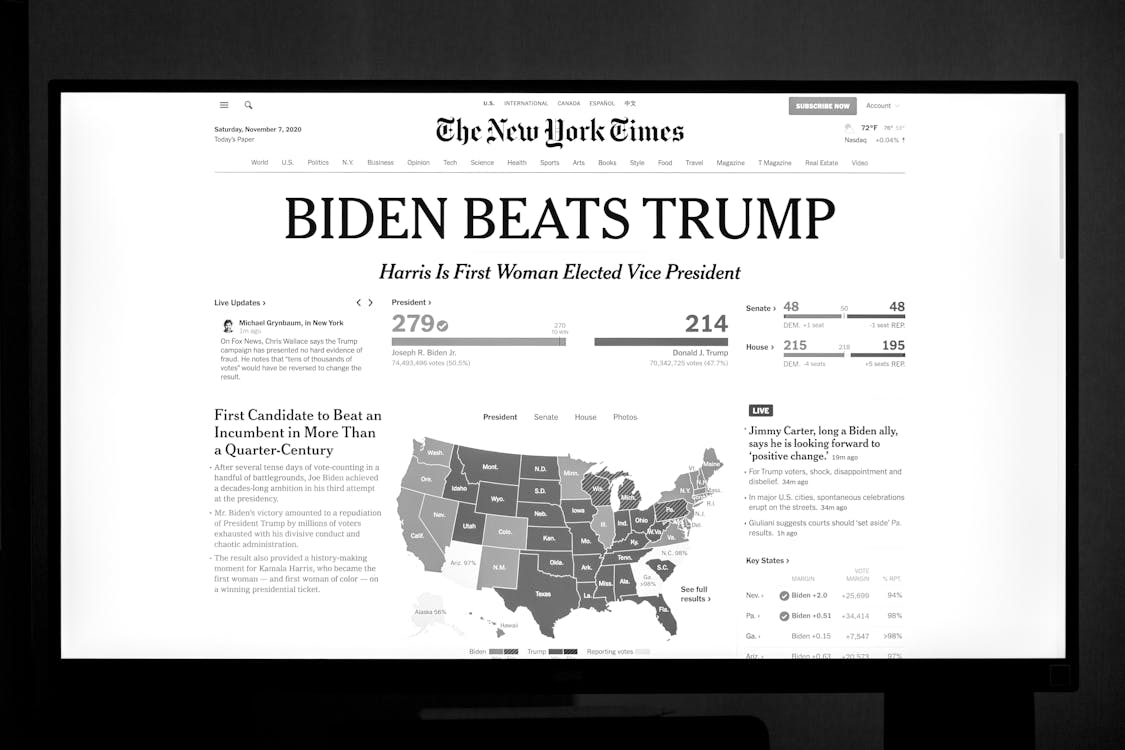 U.S. INTERNATIONAL CANADA ESPAÑOL 中文
SUBSCRIBE NOW
Account
Saturday, November 7, 2020
Today's Paper
The New York Times
72°F 76°
Nasdaq +0.04% ↑
World U.S. Politics N.Y. Business Opinion Tech Science Health Sports Arts Books Style Food Travel Magazine T Magazine Real Estate Video
BIDEN BEATS TRUMP
Harris Is First Woman Elected Vice President
Live Updates ›
Michael Grynbaum, in New York
1m ago
On Fox News, Chris Wallace says the Trump
campaign has presented no hard evidence of
fraud. He notes that "tens of thousands of
votes" would have be reversed to change the
result.
President ›
279
270
TO WIN
214
Joseph R. Biden Jr.
Donald J. Trump
74,493,496 votes (50.5%)
70,342,725 votes (47.7%)
Senate › 48 50 48
DEM. +1 seat -1 seat REP.
House › 215 218 195
DEM. -4 seats +5 seats REP.
First Candidate to Beat an
Incumbent in More Than
a Quarter-Century
• After several tense days of vote-counting in a
handful of battlegrounds, Joe Biden achieved
a decades-long ambition in his third attempt
at the presidency.
• Mr. Biden's victory amounted to a repudiation
of President Trump by millions of voters
exhausted with his divisive conduct and
chaotic administration.
• The result also provided a history-making
moment for Kamala Harris, who became the
first woman — and first woman of color — on
a winning presidential ticket.
President Senate House Photos
Wash.
Mont.
N.D.
Minn.
Vt.
Maine
Ore.
Idaho
S.D.
Wis.
Mich.
N.Y.
N.H.
Mass.
R.I.
Wyo.
Neb.
Iowa
Pa.
N.J.
Nev.
Utah
Colo.
Ill.
Ind.
Ohio
Del.
Calif.
Kan.
Mo.
Ky.
W.Va.
Va.
Ariz. 97%
N.M.
Okla.
Ark.
Tenn.
N.C. 98%
Texas
La.
Miss.
Ala.
Ga.
>98%
S.C.
Fla.
Alaska 56%
Hawaii
See full
results ›
Biden Trump Reporting votes
LIVE
• Jimmy Carter, long a Biden ally,
says he is looking forward to
'positive change.' 19m ago
• For Trump voters, shock, disappointment and
disbelief. 34m ago
• In major U.S. cities, spontaneous celebrations
erupt on the streets. 34m ago
• Giuliani suggests courts should 'set aside' Pa.
results. 1h ago
Key States ›
MARGIN VOTE MARGIN % RPT.
Nev. › Biden +2.0 +25,699 94%
Pa. › Biden +0.51 +34,414 98%
Ga. › Biden +0.15 +7,547 >98%
Ariz. › Biden +0.63 +20,573 97%